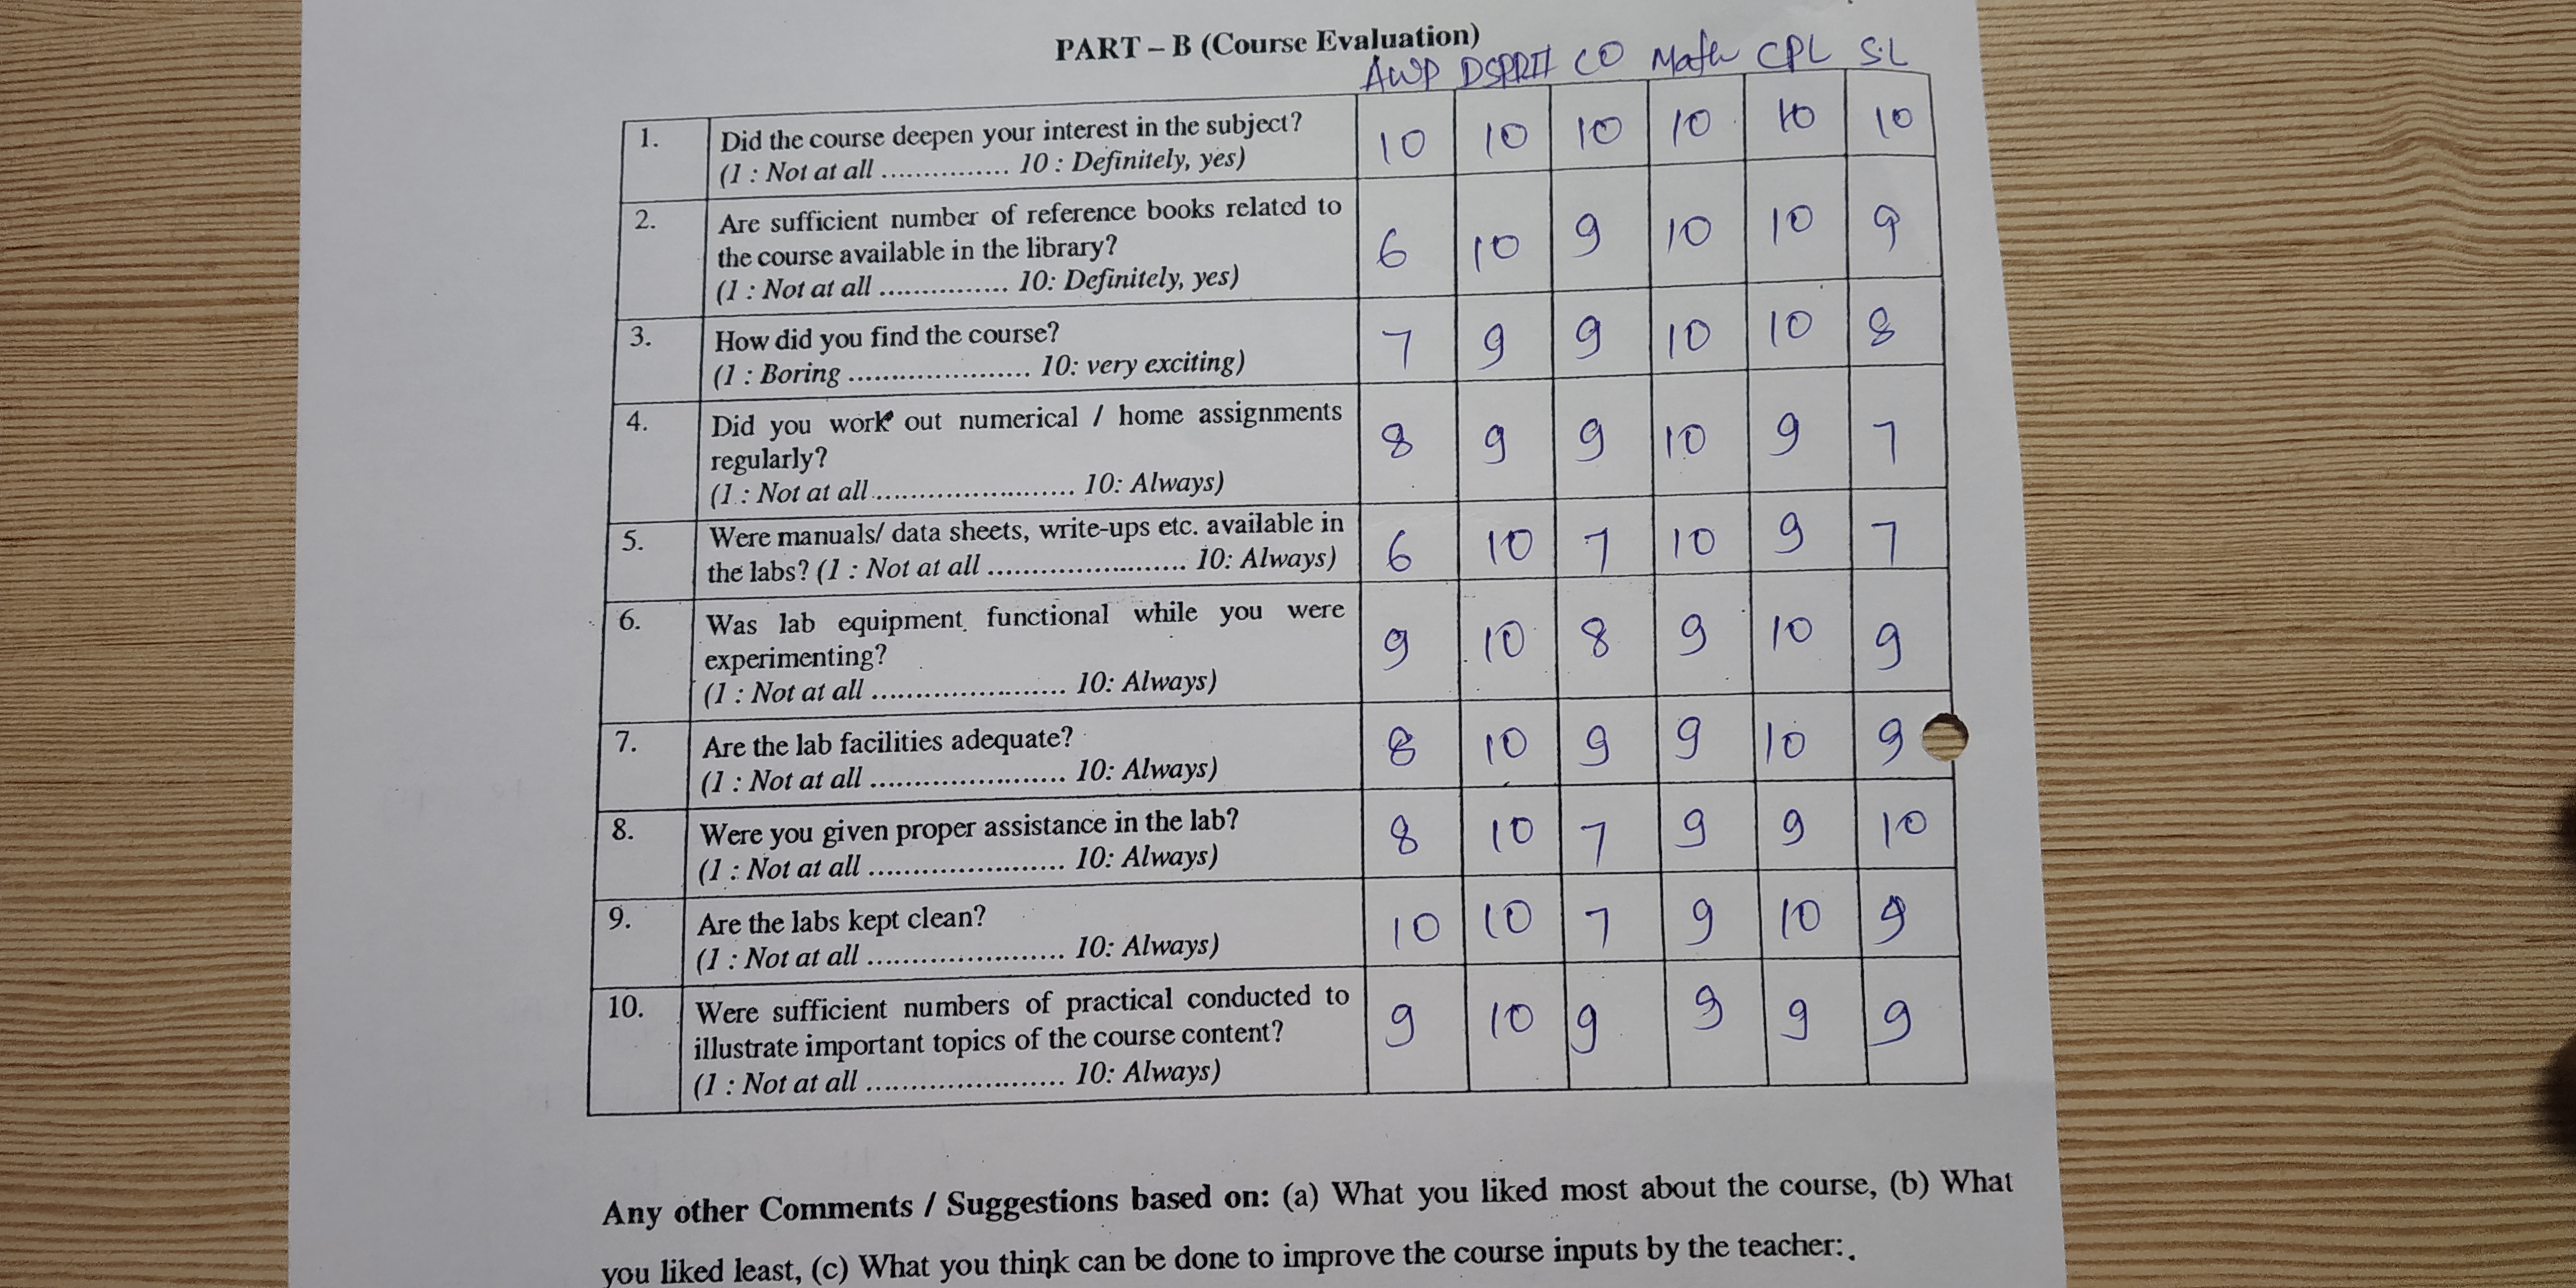 PART – B (Course Evaluation)
AWP DSPRII CO Math CPL SL
1. Did the course deepen your interest in the subject? 10 10 10 10 10 10
(1 : Not at all ............... 10 : Definitely, yes)
2. Are sufficient number of reference books related to
the course available in the library? 6 10 9 10 10 9
(1 : Not at all ............... 10: Definitely, yes)
3. How did you find the course? 7 9 9 10 10 8
(1 : Boring ..................... 10: very exciting)
4. Did you work out numerical / home assignments
regularly? 8 9 9 10 9 7
(1 : Not at all ....................... 10: Always)
5. Were manuals/ data sheets, write-ups etc. available in
the labs? (1 : Not at all ....................... 10: Always) 6 10 7 10 9 7
6. Was lab equipment functional while you were
experimenting? 9 10 8 9 10 9
(1 : Not at all ....................... 10: Always)
7. Are the lab facilities adequate? 8 10 9 9 10 9
(1 : Not at all ....................... 10: Always)
8. Were you given proper assistance in the lab? 8 10 7 9 9 10
(1 : Not at all ....................... 10: Always)
9. Are the labs kept clean? 10 10 7 9 10 9
(1 : Not at all ....................... 10: Always)
10. Were sufficient numbers of practical conducted to
illustrate important topics of the course content? 9 10 9 9 9 9
(1 : Not at all ....................... 10: Always)
Any other Comments / Suggestions based on: (a) What you liked most about the course, (b) What
you liked least, (c) What you think can be done to improve the course inputs by the teacher:.